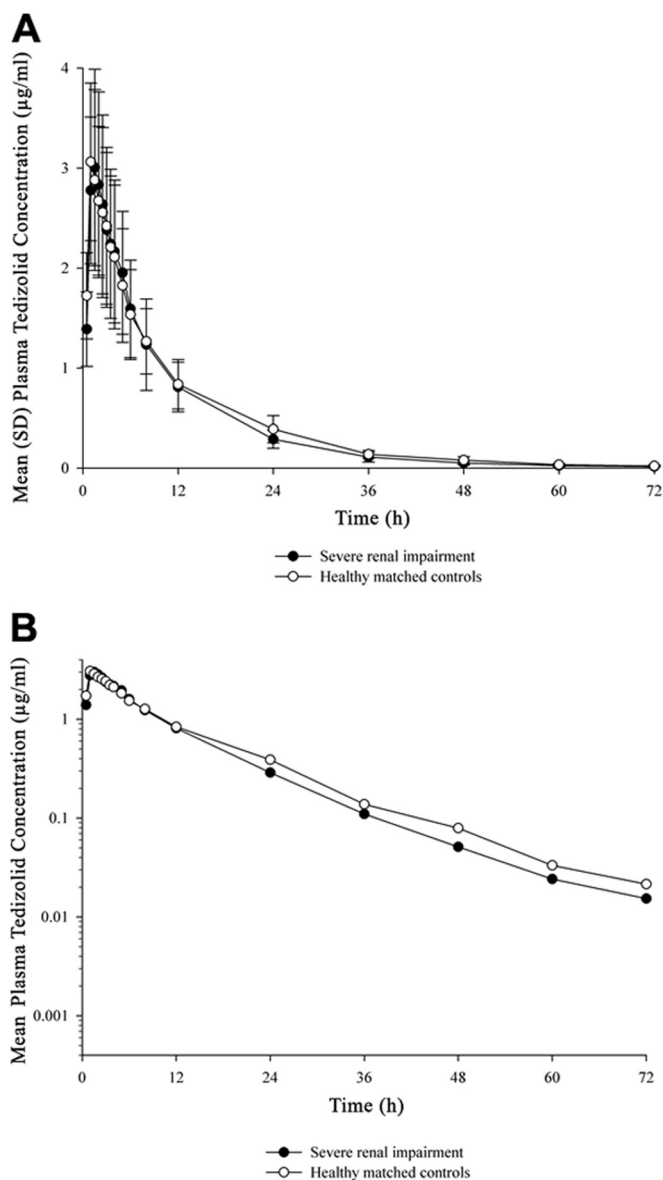 A
Mean (SD) Plasma Tedizolid Concentration (µg/ml)
4
3
2
1
0
0 12 24 36 48 60 72
Time (h)
Severe renal impairment
Healthy matched controls
B
Mean Plasma Tedizolid Concentration (µg/ml)
1
0.1
0.01
0.001
0 12 24 36 48 60 72
Time (h)
Severe renal impairment
Healthy matched controls